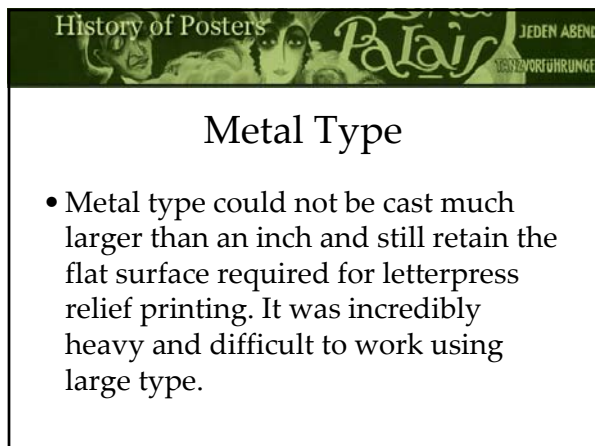 History of Posters
Palais
JEDEN ABEND
TANZVORFÜHRUNGE
Metal Type
• Metal type could not be cast much
larger than an inch and still retain the
flat surface required for letterpress
relief printing. It was incredibly
heavy and difficult to work using
large type.